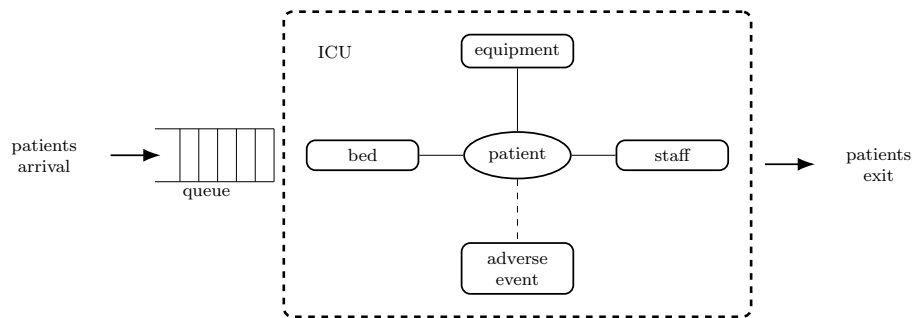 ICU
equipment
patients
arrival
queue
bed
patient
staff
adverse
event
patients
exit